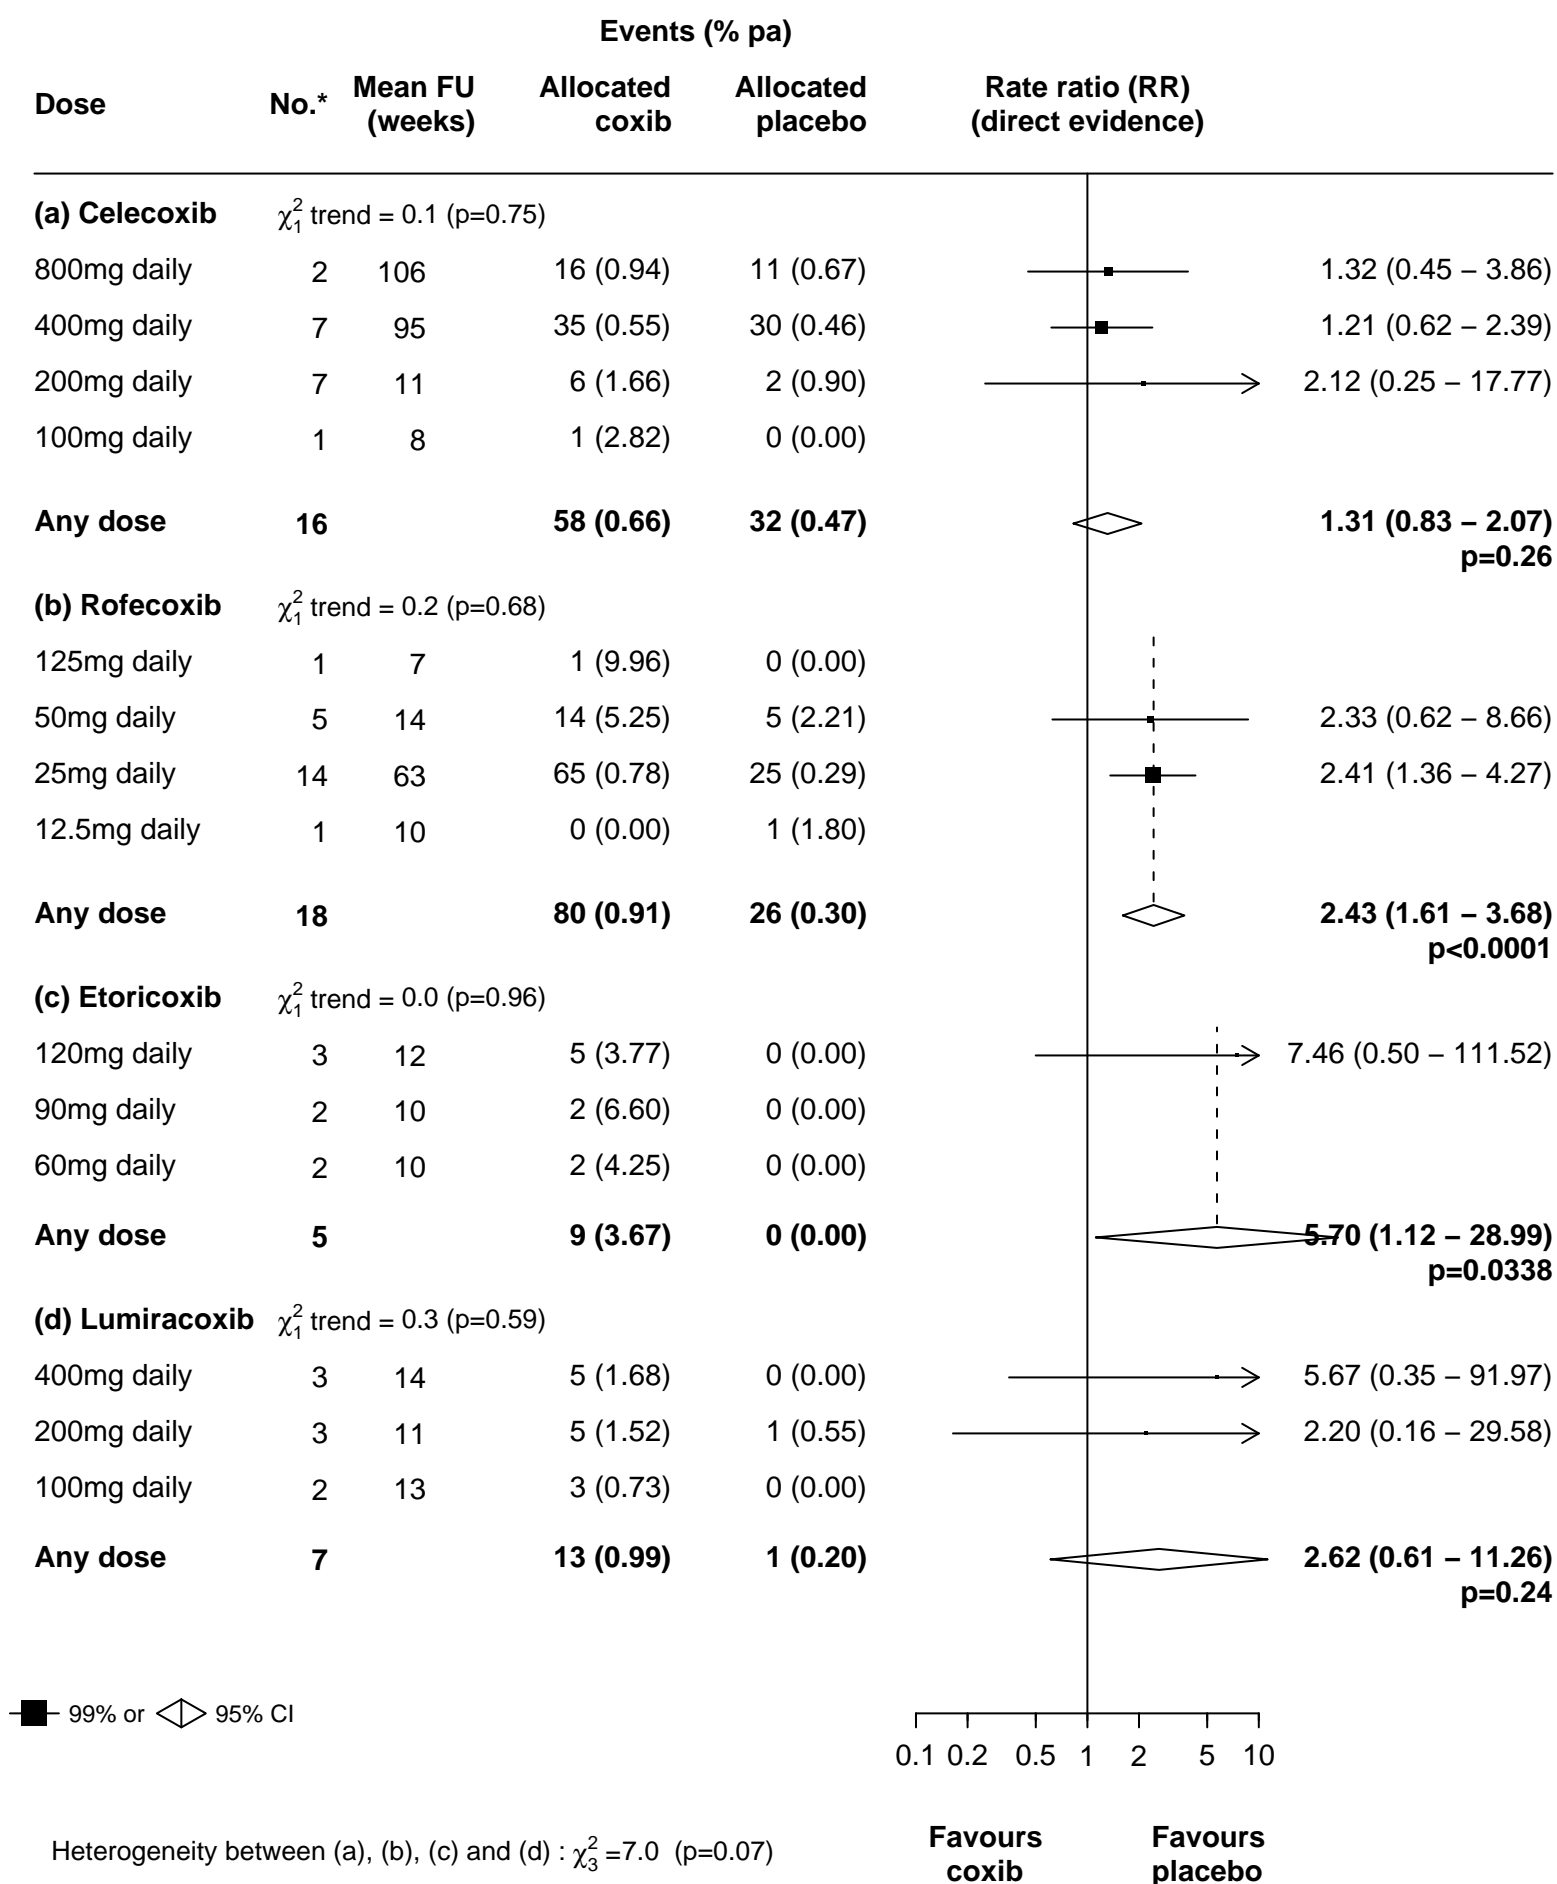 Events (% pa)
Dose No.* Mean FU (weeks) Allocated coxib Allocated placebo Rate ratio (RR) (direct evidence)
(a) Celecoxib χ²₁ trend = 0.1 (p=0.75)
800mg daily 2 106 16 (0.94) 11 (0.67) 1.32 (0.45 – 3.86)
400mg daily 7 95 35 (0.55) 30 (0.46) 1.21 (0.62 – 2.39)
200mg daily 7 11 6 (1.66) 2 (0.90) 2.12 (0.25 – 17.77)
100mg daily 1 8 1 (2.82) 0 (0.00)
Any dose 16 58 (0.66) 32 (0.47) 1.31 (0.83 – 2.07)
p=0.26
(b) Rofecoxib χ²₁ trend = 0.2 (p=0.68)
125mg daily 1 7 1 (9.96) 0 (0.00)
50mg daily 5 14 14 (5.25) 5 (2.21) 2.33 (0.62 – 8.66)
25mg daily 14 63 65 (0.78) 25 (0.29) 2.41 (1.36 – 4.27)
12.5mg daily 1 10 0 (0.00) 1 (1.80)
Any dose 18 80 (0.91) 26 (0.30) 2.43 (1.61 – 3.68)
p<0.0001
(c) Etoricoxib χ²₁ trend = 0.0 (p=0.96)
120mg daily 3 12 5 (3.77) 0 (0.00) 7.46 (0.50 – 111.52)
90mg daily 2 10 2 (6.60) 0 (0.00)
60mg daily 2 10 2 (4.25) 0 (0.00)
Any dose 5 9 (3.67) 0 (0.00) 5.70 (1.12 – 28.99)
p=0.0338
(d) Lumiracoxib χ²₁ trend = 0.3 (p=0.59)
400mg daily 3 14 5 (1.68) 0 (0.00) 5.67 (0.35 – 91.97)
200mg daily 3 11 5 (1.52) 1 (0.55) 2.20 (0.16 – 29.58)
100mg daily 2 13 3 (0.73) 0 (0.00)
Any dose 7 13 (0.99) 1 (0.20) 2.62 (0.61 – 11.26)
p=0.24
99% or 95% CI
0.1 0.2 0.5 1 2 5 10
Heterogeneity between (a), (b), (c) and (d) : χ²₃ =7.0 (p=0.07)
Favours coxib Favours placebo